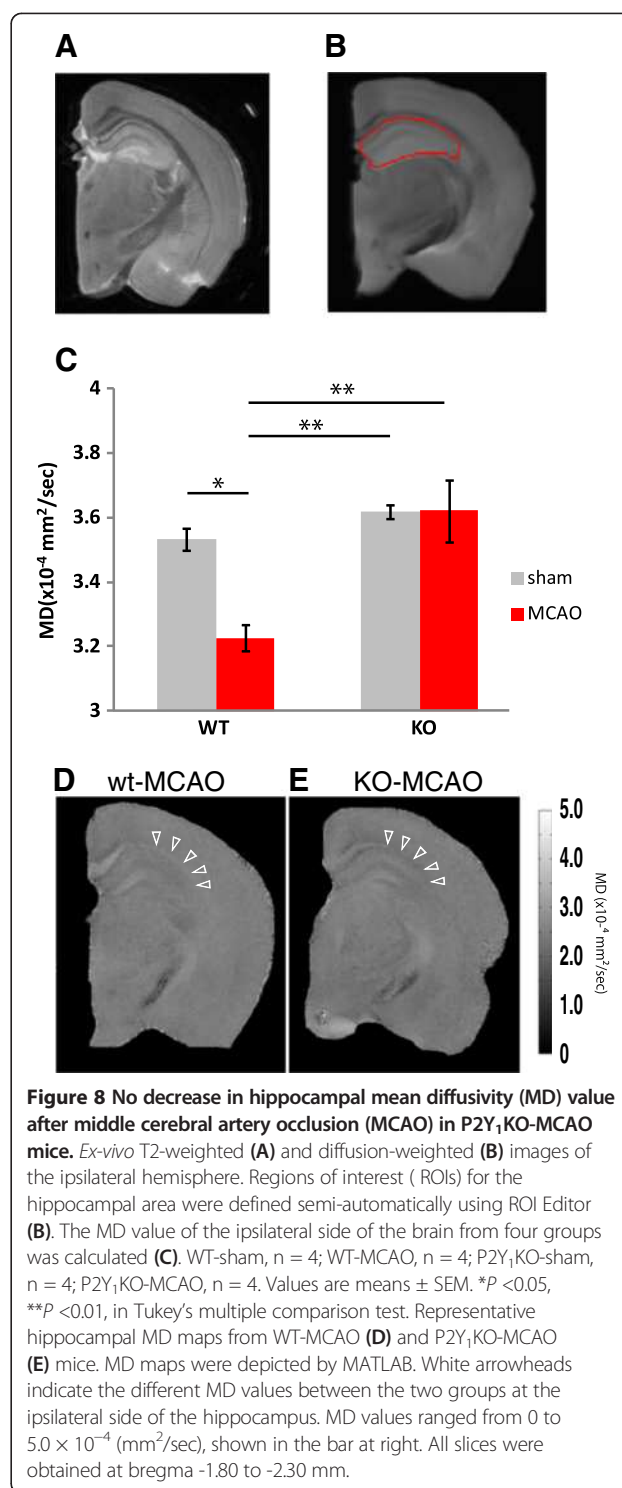 A
B
C
4
**
**
3.8
*
3.6
MD(x10⁻⁴ mm²/sec)
3.4
sham
MCAO
3.2
3
WT
KO
D wt-MCAO
E KO-MCAO
5.0
4.0
3.0
2.0
1.0
0
MD (x10⁻⁴ mm²/sec)
Figure 8 No decrease in hippocampal mean diffusivity (MD) value
after middle cerebral artery occlusion (MCAO) in P2Y₁KO-MCAO
mice. Ex-vivo T2-weighted (A) and diffusion-weighted (B) images of
the ipsilateral hemisphere. Regions of interest ( ROIs) for the
hippocampal area were defined semi-automatically using ROI Editor
(B). The MD value of the ipsilateral side of the brain from four groups
was calculated (C). WT-sham, n = 4; WT-MCAO, n = 4; P2Y₁KO-sham,
n = 4; P2Y₁KO-MCAO, n = 4. Values are means ± SEM. *P <0.05,
**P <0.01, in Tukey's multiple comparison test. Representative
hippocampal MD maps from WT-MCAO (D) and P2Y₁KO-MCAO
(E) mice. MD maps were depicted by MATLAB. White arrowheads
indicate the different MD values between the two groups at the
ipsilateral side of the hippocampus. MD values ranged from 0 to
5.0 × 10⁻⁴ (mm²/sec), shown in the bar at right. All slices were
obtained at bregma -1.80 to -2.30 mm.